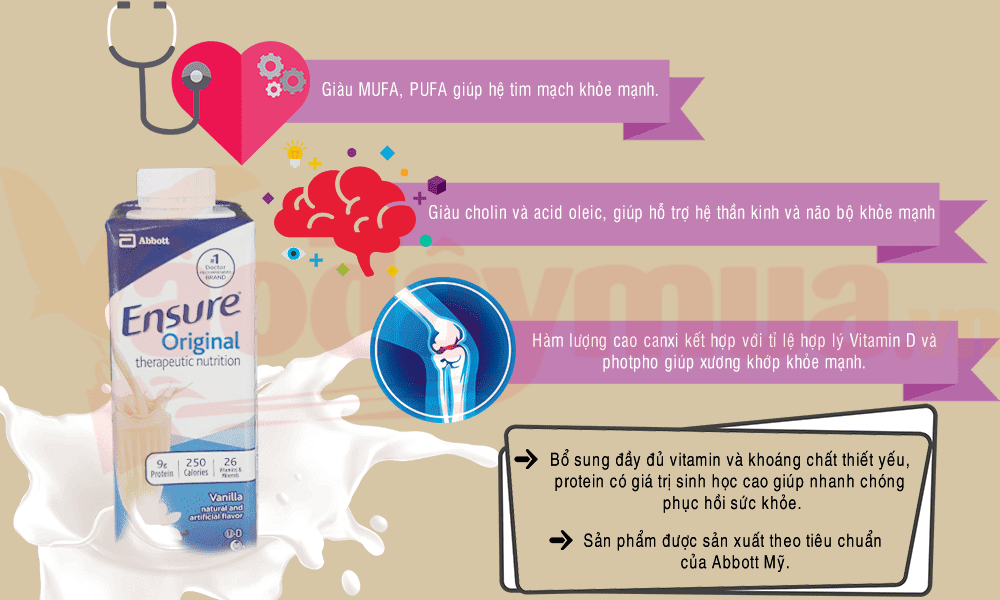 Giàu MUFA, PUFA giúp hệ tim mạch khỏe mạnh.
Giàu cholin và acid oleic, giúp hỗ trợ hệ thần kinh và não bộ khỏe mạnh
Hàm lượng cao canxi kết hợp với tỉ lệ hợp lý Vitamin D và
photpho giúp xương khớp khỏe mạnh.
Abbott
#1
Doctor
RECOMMENDED
BRAND
Ensure
Original
therapeutic nutrition
9g
Protein
250
Calories
26
Vitamins &
Minerals
Vanilla
natural and
artificial flavor
Bổ sung đầy đủ vitamin và khoáng chất thiết yếu,
protein có giá trị sinh học cao giúp nhanh chóng
phục hồi sức khỏe.
Sản phẩm được sản xuất theo tiêu chuẩn
của Abbott Mỹ.